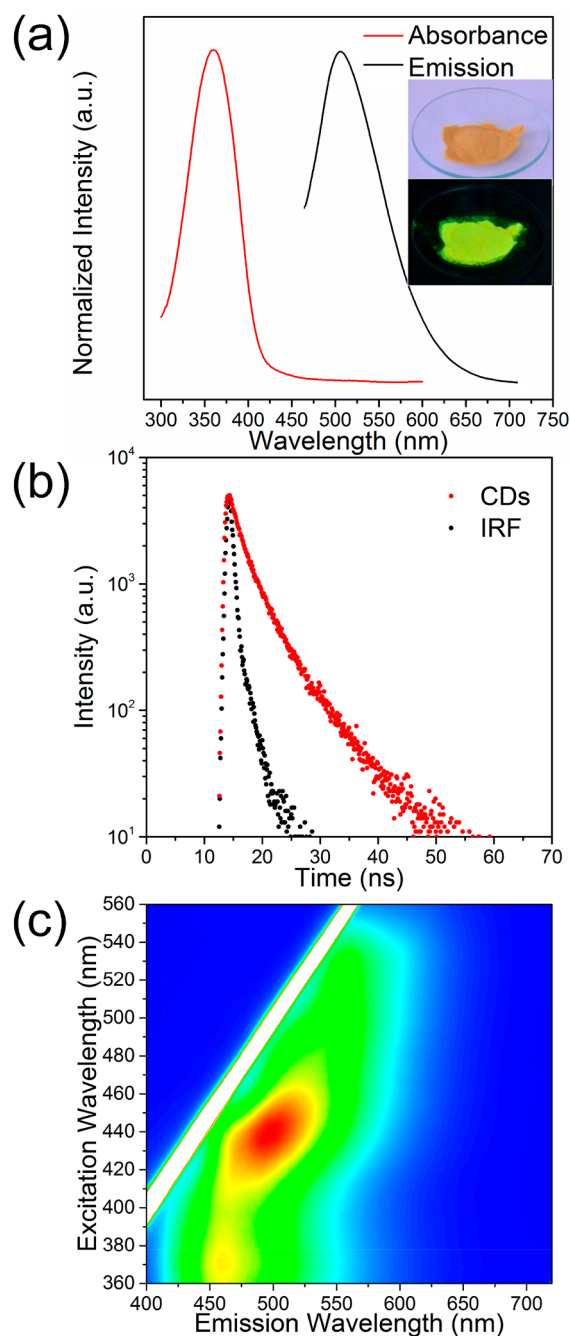 (a)
Absorbance
Emission
Normalized Intensity (a.u.)
300 350 400 450 500 550 600 650 700 750
Wavelength (nm)
(b)
CDs
IRF
Intensity (a.u.)
10^4
10^3
10^2
10^1
0 10 20 30 40 50 60 70
Time (ns)
(c)
Excitation Wavelength (nm)
560
540
520
500
480
460
440
420
400
380
360
400 450 500 550 600 650 700
Emission Wavelength (nm)